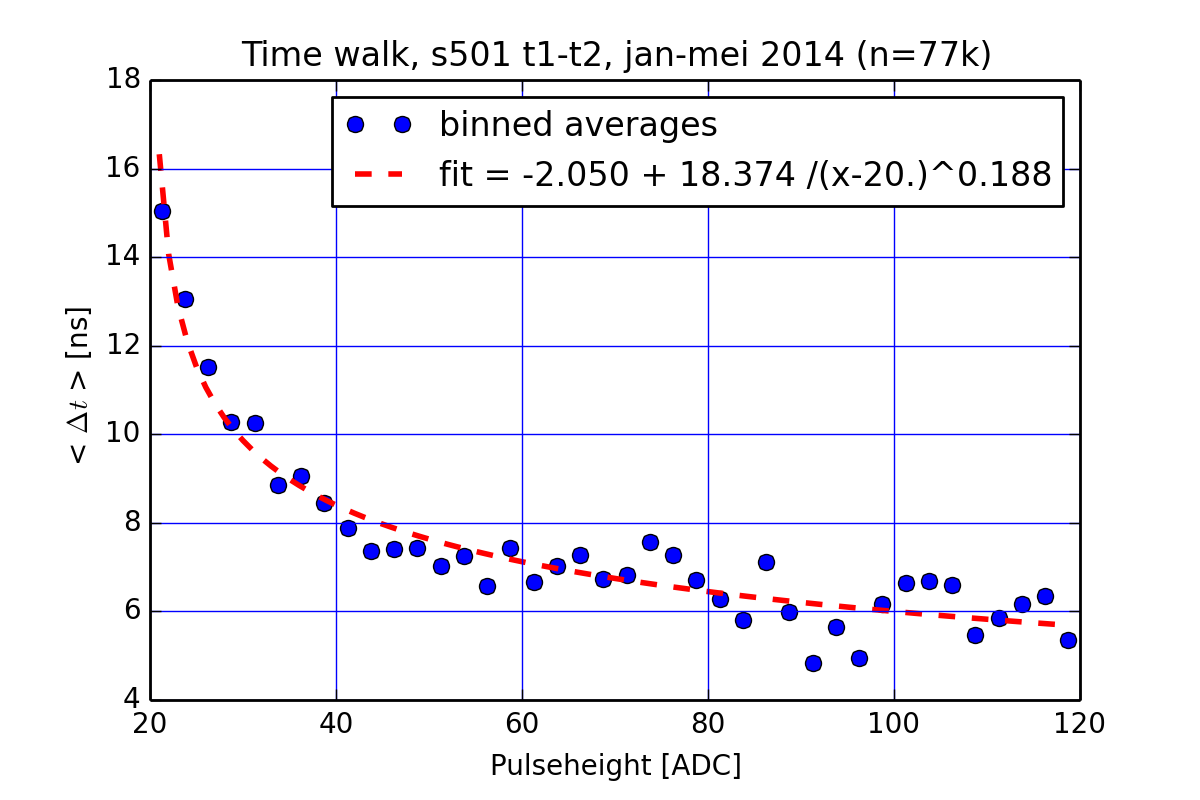 Time walk, s501 t1-t2, jan-mei 2014 (n=77k)
binned averages
fit = -2.050 + 18.374 /(x-20.)^0.188
18
16
14
12
10
8
6
4
< Δt > [ns]
20 40 60 80 100 120
Pulseheight [ADC]